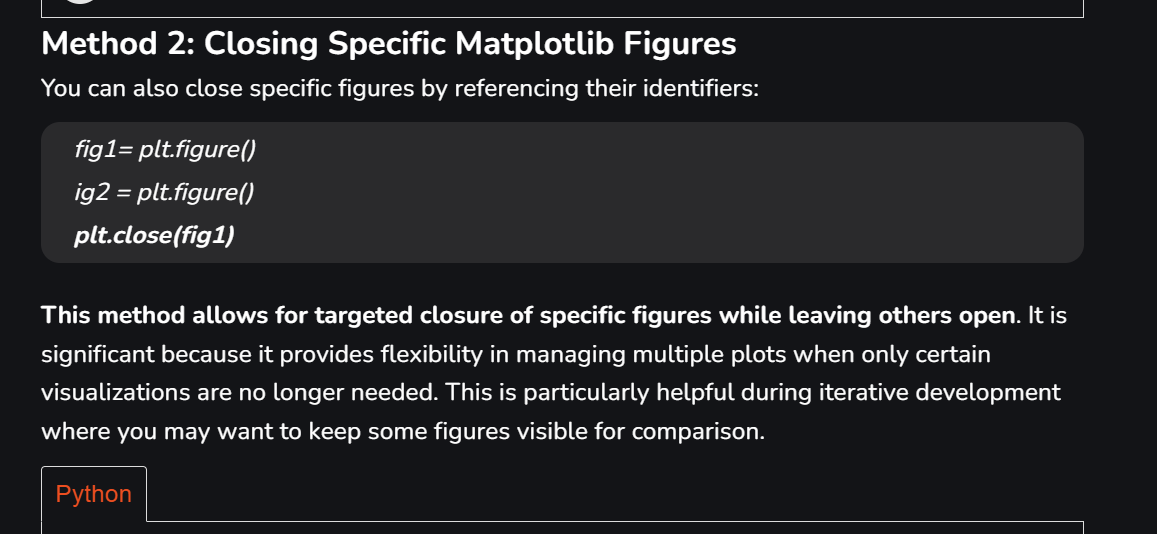 Method 2: Closing Specific Matplotlib Figures
You can also close specific figures by referencing their identifiers:
fig1= plt.figure()
ig2 = plt.figure()
plt.close(fig1)
This method allows for targeted closure of specific figures while leaving others open. It is
significant because it provides flexibility in managing multiple plots when only certain
visualizations are no longer needed. This is particularly helpful during iterative development
where you may want to keep some figures visible for comparison.
Python